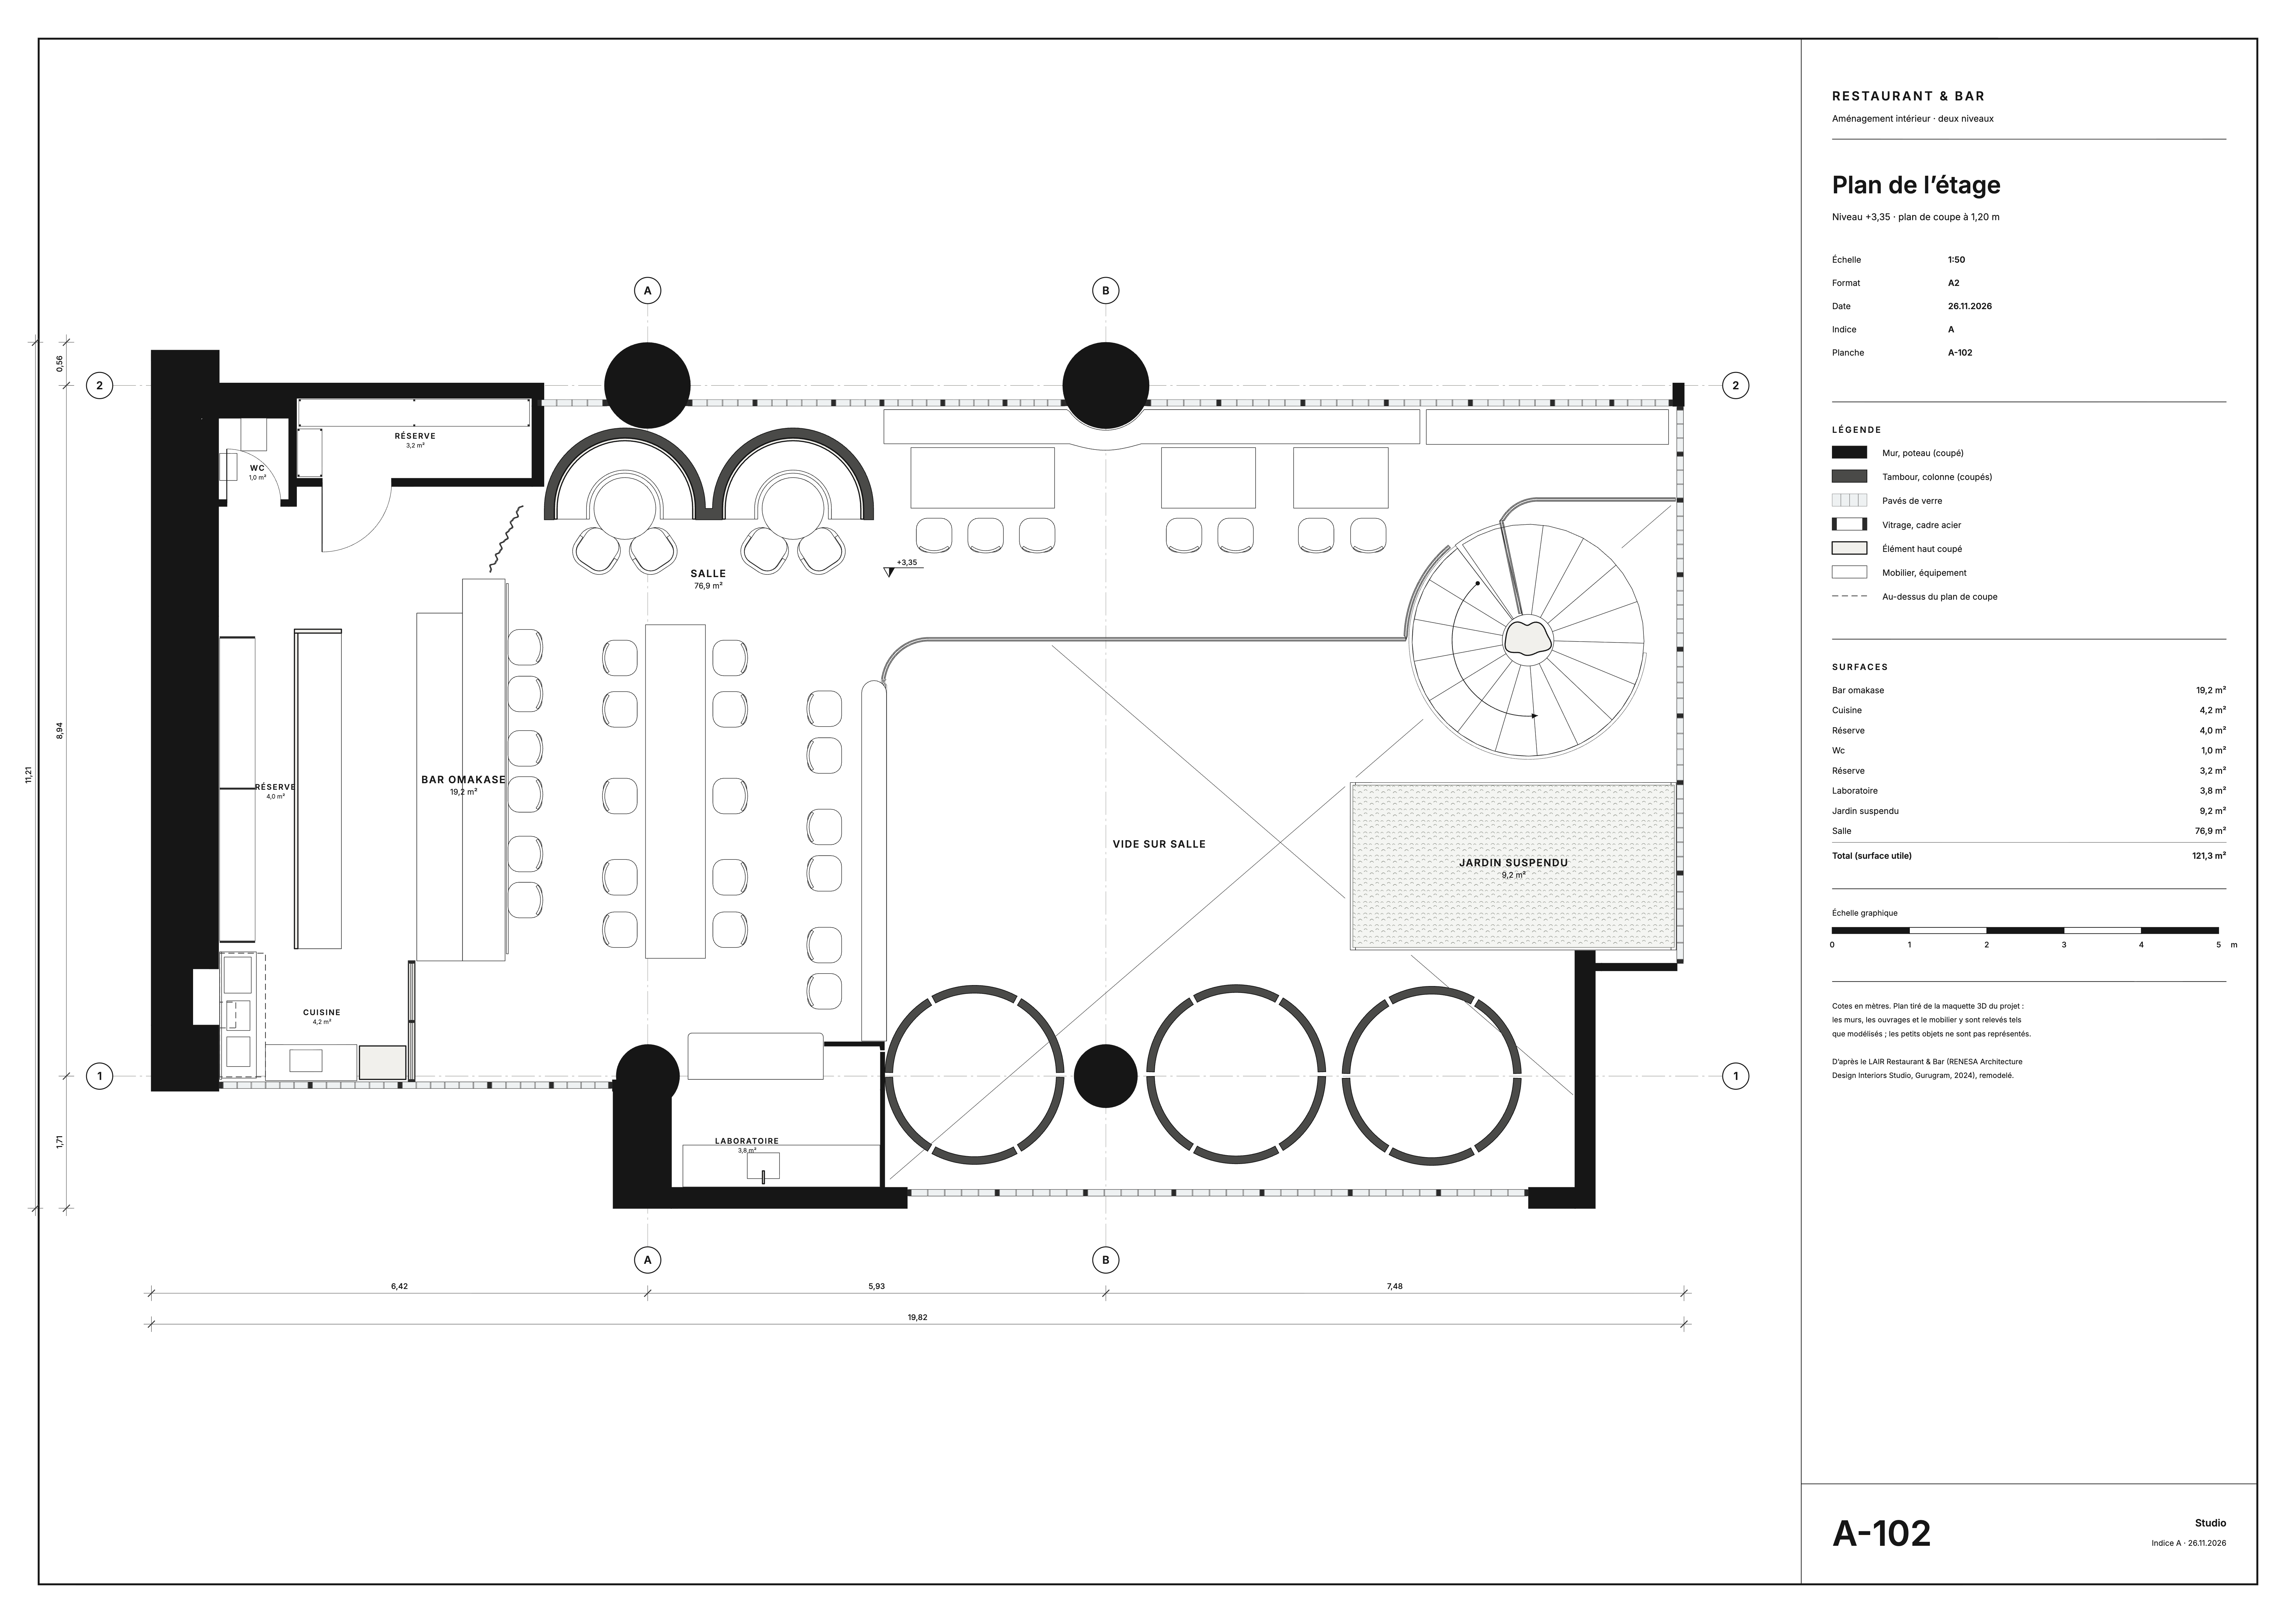 A
B
0,56
2
2
RÉSERVE
3,2 m²
WC
1,0 m²
+3,35
SALLE
76,9 m²
8,94
11,21
BAR OMAKASE
19,2 m²
RÉSERVE
4,0 m²
VIDE SUR SALLE
JARDIN SUSPENDU
9,2 m²
CUISINE
4,2 m²
1
1
1,71
LABORATOIRE
3,8 m²
A
B
6,42
5,93
7,48
19,82
RESTAURANT & BAR
Aménagement intérieur · deux niveaux
Plan de l’étage
Niveau +3,35 · plan de coupe à 1,20 m
Échelle 1:50
Format A2
Date 26.11.2026
Indice A
Planche A-102
LÉGENDE
Mur, poteau (coupé)
Tambour, colonne (coupés)
Pavés de verre
Vitrage, cadre acier
Élément haut coupé
Mobilier, équipement
Au-dessus du plan de coupe
SURFACES
Bar omakase 19,2 m²
Cuisine 4,2 m²
Réserve 4,0 m²
Wc 1,0 m²
Réserve 3,2 m²
Laboratoire 3,8 m²
Jardin suspendu 9,2 m²
Salle 76,9 m²
Total (surface utile) 121,3 m²
Échelle graphique
0 1 2 3 4 5 m
Cotes en mètres. Plan tiré de la maquette 3D du projet :
les murs, les ouvrages et le mobilier y sont relevés tels
que modélisés ; les petits objets ne sont pas représentés.
D’après le LAIR Restaurant & Bar (RENESA Architecture
Design Interiors Studio, Gurugram, 2024), remodelé.
A-102
Studio
Indice A · 26.11.2026